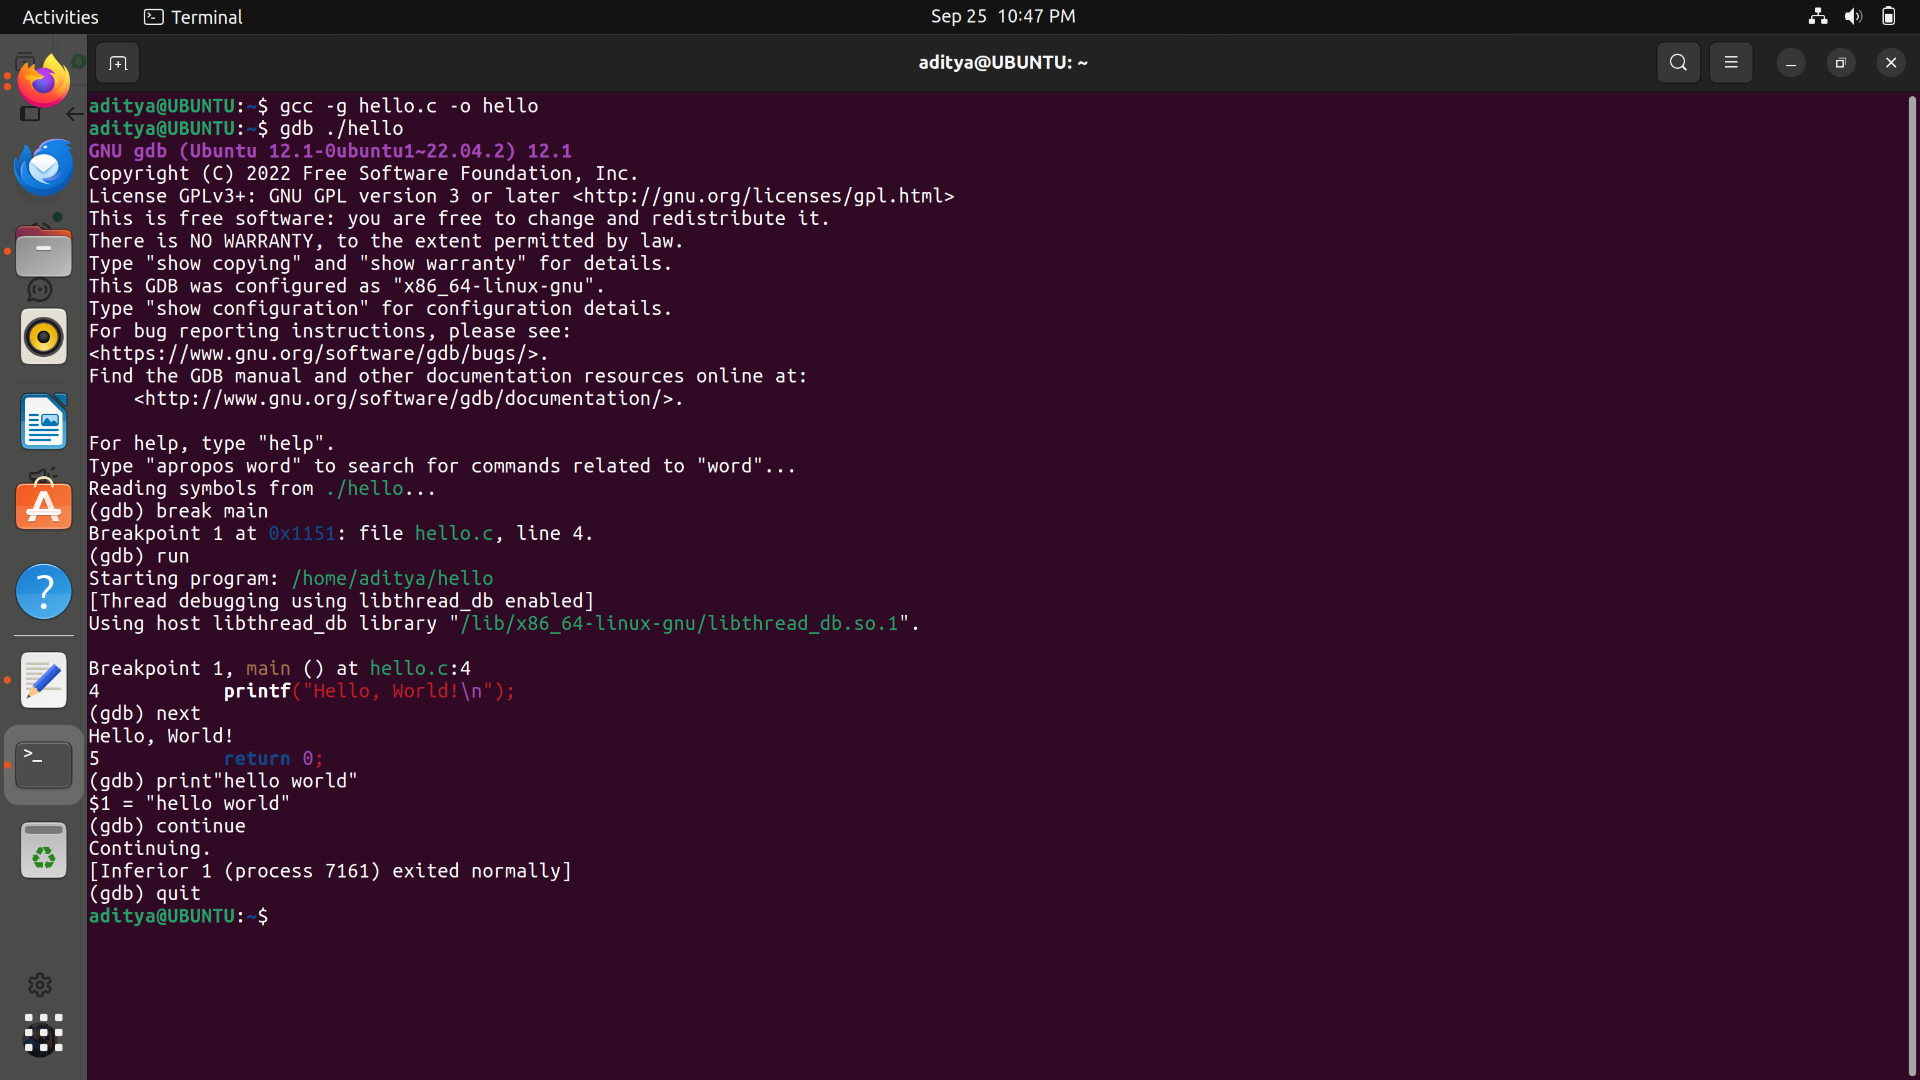 Activities
Terminal
Sep 25  10:47 PM
aditya@UBUNTU: ~
aditya@UBUNTU:~$ gcc -g hello.c -o hello
aditya@UBUNTU:~$ gdb ./hello
GNU gdb (Ubuntu 12.1-0ubuntu1~22.04.2) 12.1
Copyright (C) 2022 Free Software Foundation, Inc.
License GPLv3+: GNU GPL version 3 or later <http://gnu.org/licenses/gpl.html>
This is free software: you are free to change and redistribute it.
There is NO WARRANTY, to the extent permitted by law.
Type "show copying" and "show warranty" for details.
This GDB was configured as "x86_64-linux-gnu".
Type "show configuration" for configuration details.
For bug reporting instructions, please see:
<https://www.gnu.org/software/gdb/bugs/>.
Find the GDB manual and other documentation resources online at:
    <http://www.gnu.org/software/gdb/documentation/>.

For help, type "help".
Type "apropos word" to search for commands related to "word"...
Reading symbols from ./hello...
(gdb) break main
Breakpoint 1 at 0x1151: file hello.c, line 4.
(gdb) run
Starting program: /home/aditya/hello
[Thread debugging using libthread_db enabled]
Using host libthread_db library "/lib/x86_64-linux-gnu/libthread_db.so.1".

Breakpoint 1, main () at hello.c:4
4           printf("Hello, World!\n");
(gdb) next
Hello, World!
5           return 0;
(gdb) print"hello world"
$1 = "hello world"
(gdb) continue
Continuing.
[Inferior 1 (process 7161) exited normally]
(gdb) quit
aditya@UBUNTU:~$